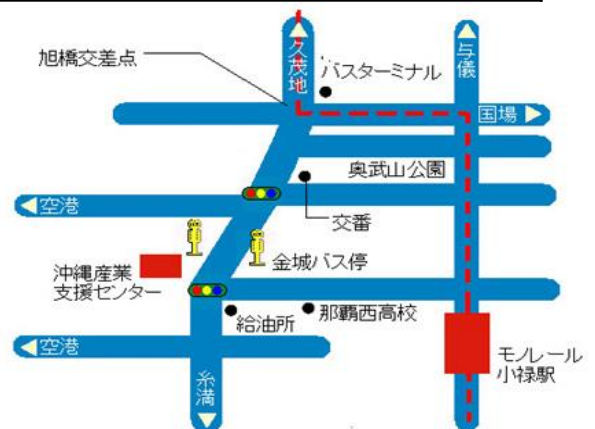 旭橋交差点
久茂地
バスターミナル
与儀
国場
奥武山公園
空港
交番
金城バス停
沖縄産業
支援センター
給油所
那覇西高校
モノレール
小禄駅
空港
糸満